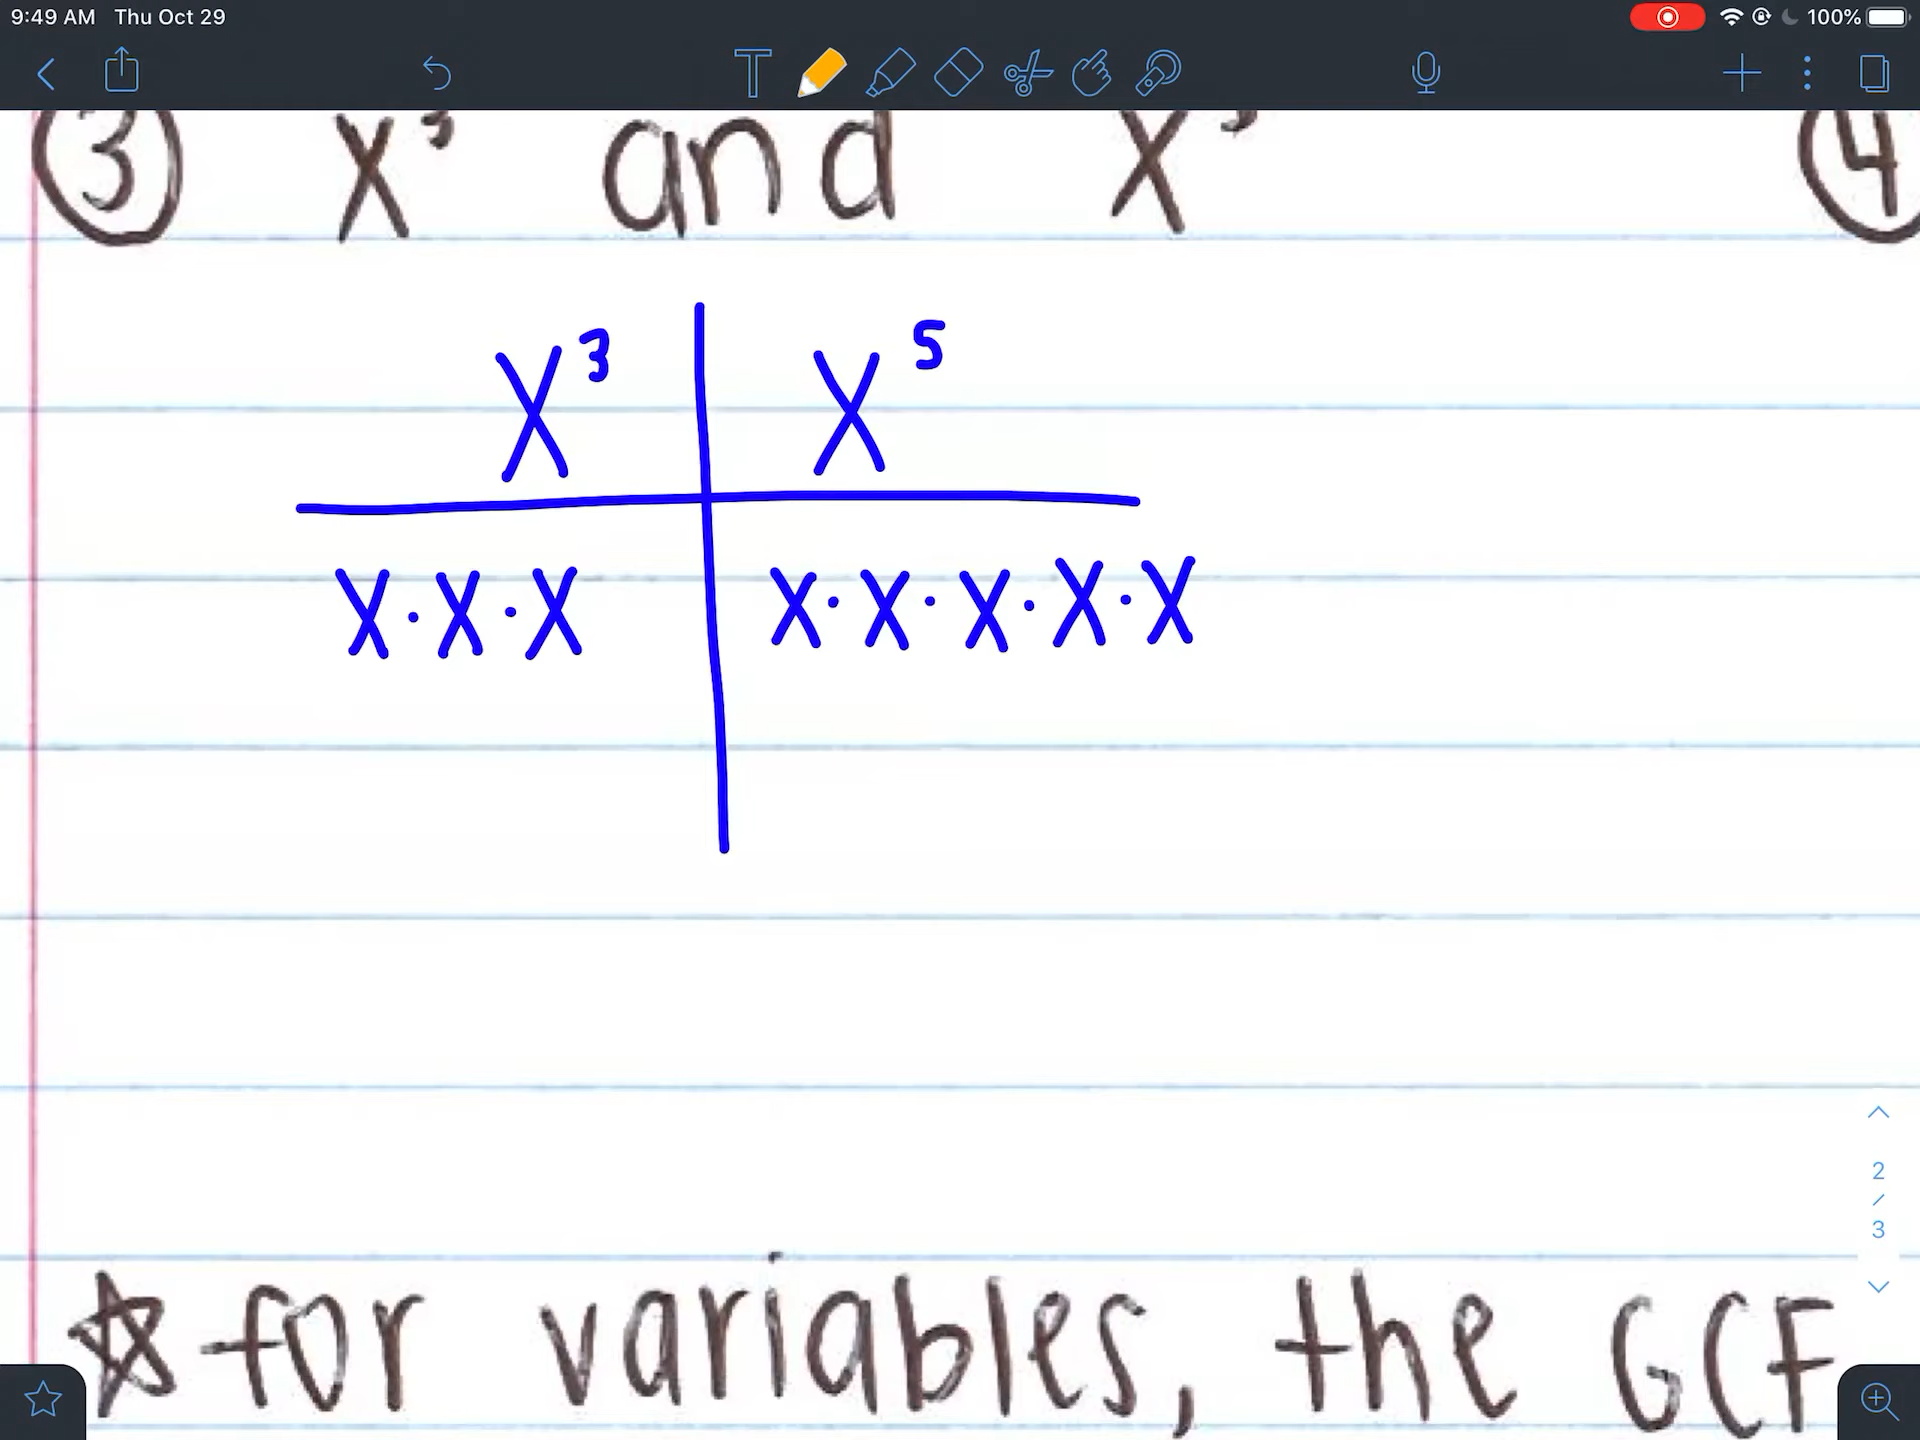 9:49 AM Thu Oct 29 100%
T
③ x³ and x⁵ ④
x³ x⁵
x · x · x x · x · x · x · x
2
/
3
☆ for variables, the GCF